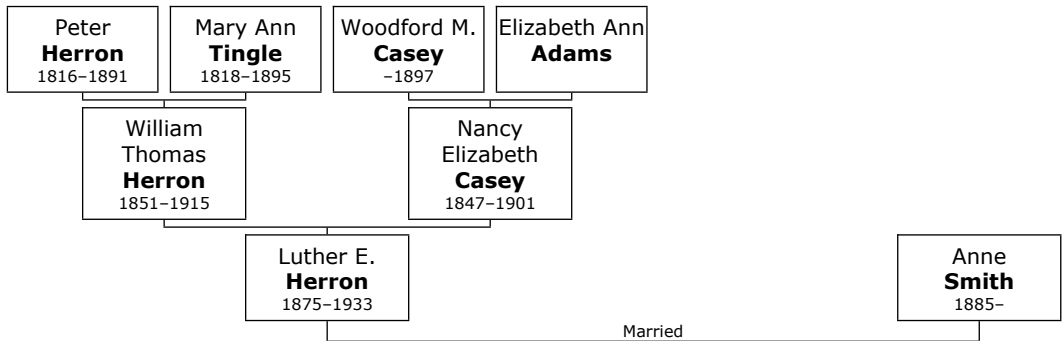 Peter
Herron
1816–1891
Mary Ann
Tingle
1818–1895
Woodford M.
Casey
–1897
Elizabeth Ann
Adams
William
Thomas
Herron
1851–1915
Nancy
Elizabeth
Casey
1847–1901
Luther E.
Herron
1875–1933
Anne
Smith
1885–
Married